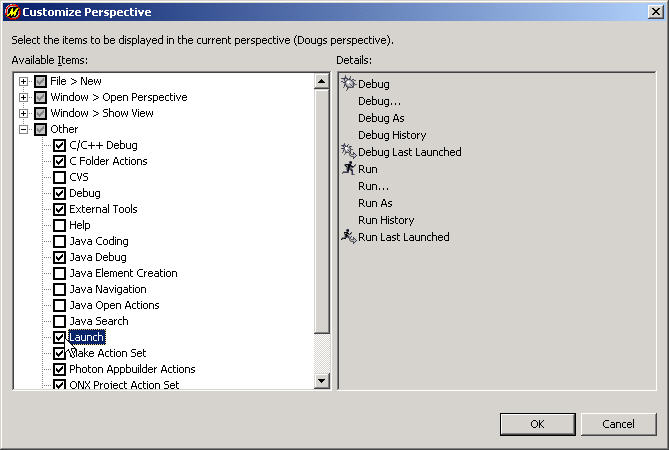 Customize Perspective
Select the items to be displayed in the current perspective (Dougs perspective).
Available Items:
File > New
Window > Open Perspective
Window > Show View
Other
C/C++ Debug
C Folder Actions
CVS
Debug
External Tools
Help
Java Coding
Java Debug
Java Element Creation
Java Navigation
Java Open Actions
Java Search
Launch
Make Action Set
Photon Appbuilder Actions
QNX Project Action Set
Details:
Debug
Debug...
Debug As
Debug History
Debug Last Launched
Run
Run...
Run As
Run History
Run Last Launched
OK
Cancel